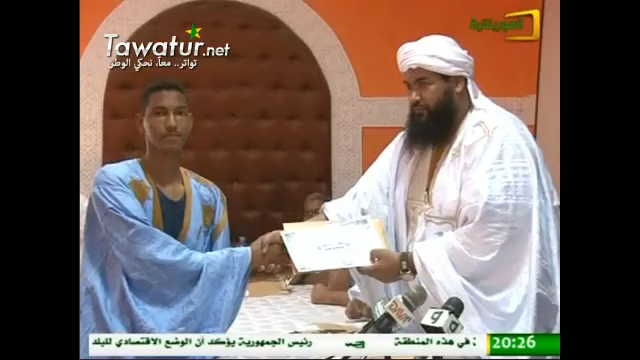 Tawatur.net
تواتر.. معاً، نحكي الوطن
الموريتانية
في هذه المنطقة
رئيس الجمهورية يؤكد أن الوضع الاقتصادي للبلد
20:26